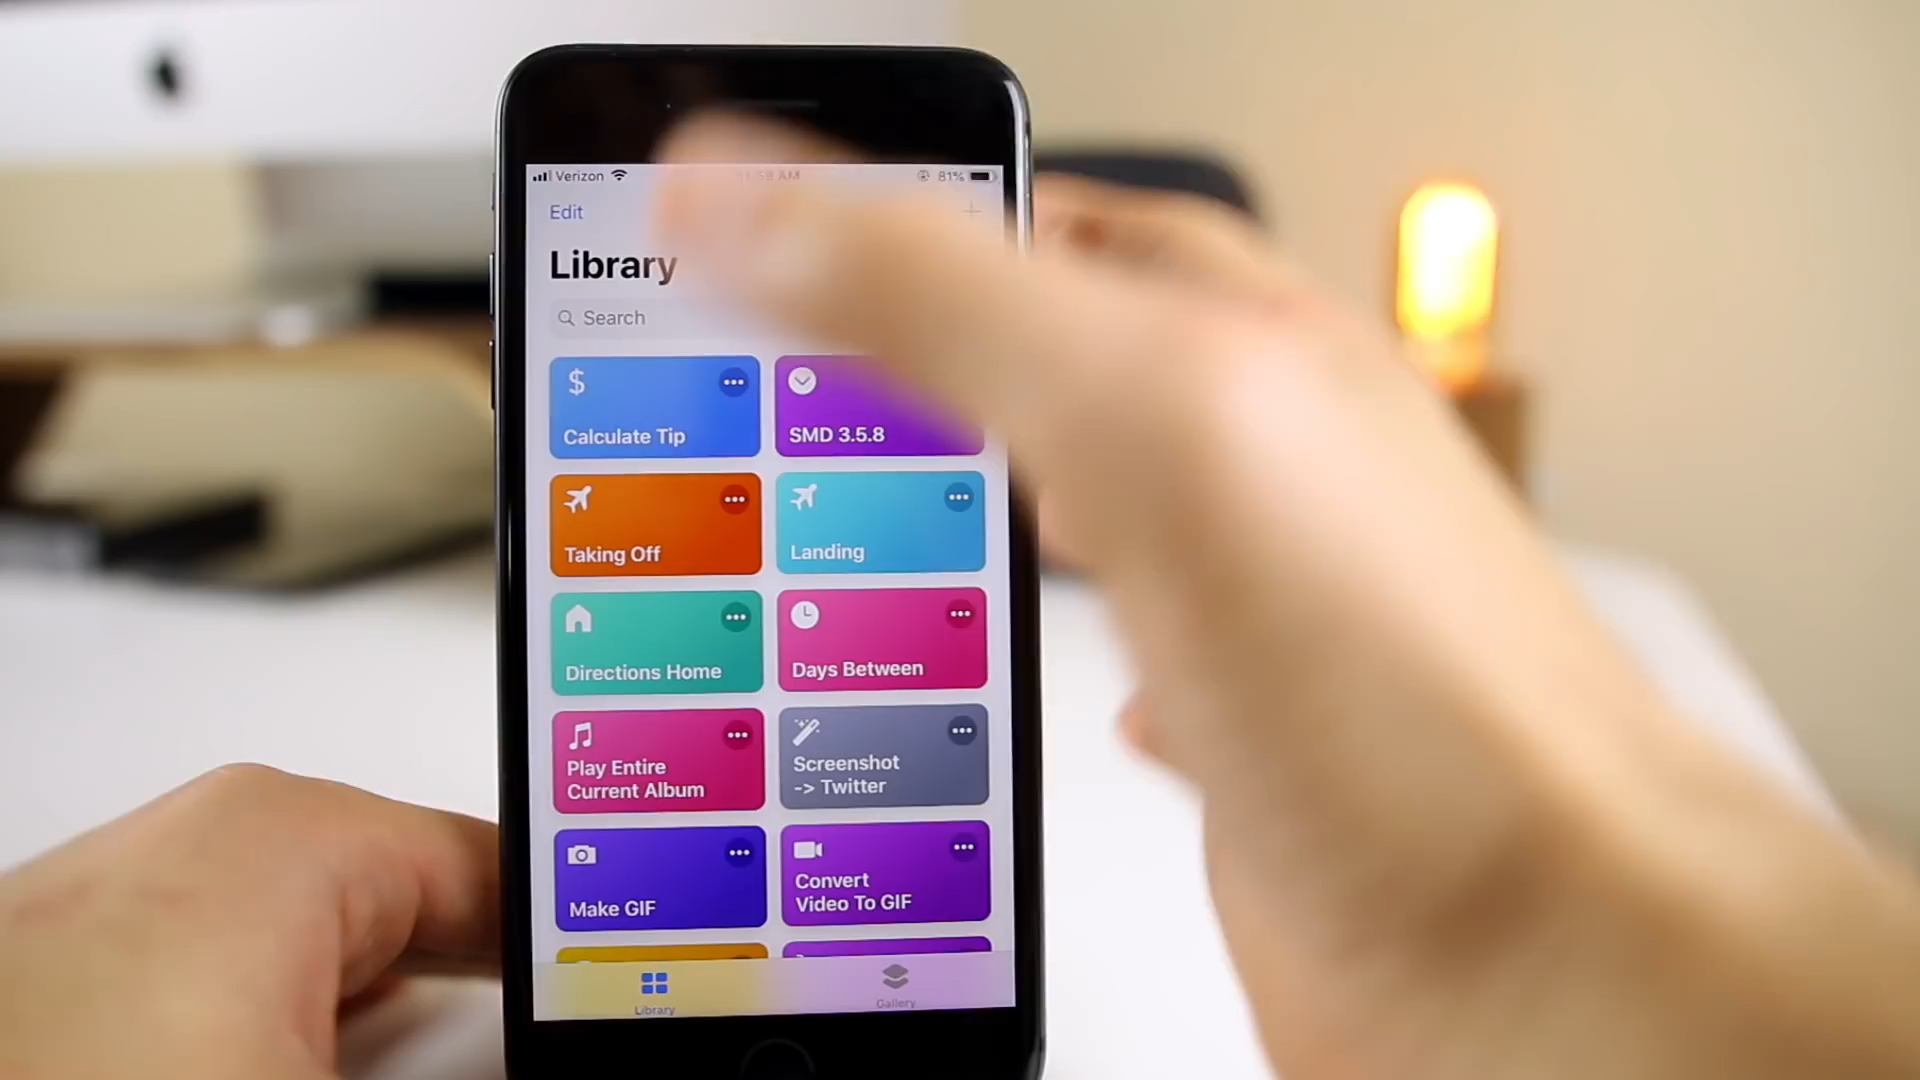 Verizon
81%
Edit
Library
Search
Calculate Tip
SMD 3.5.8
Taking Off
Landing
Directions Home
Days Between
Play Entire
Current Album
Screenshot
-> Twitter
Make GIF
Convert
Video To GIF
Library
Gallery